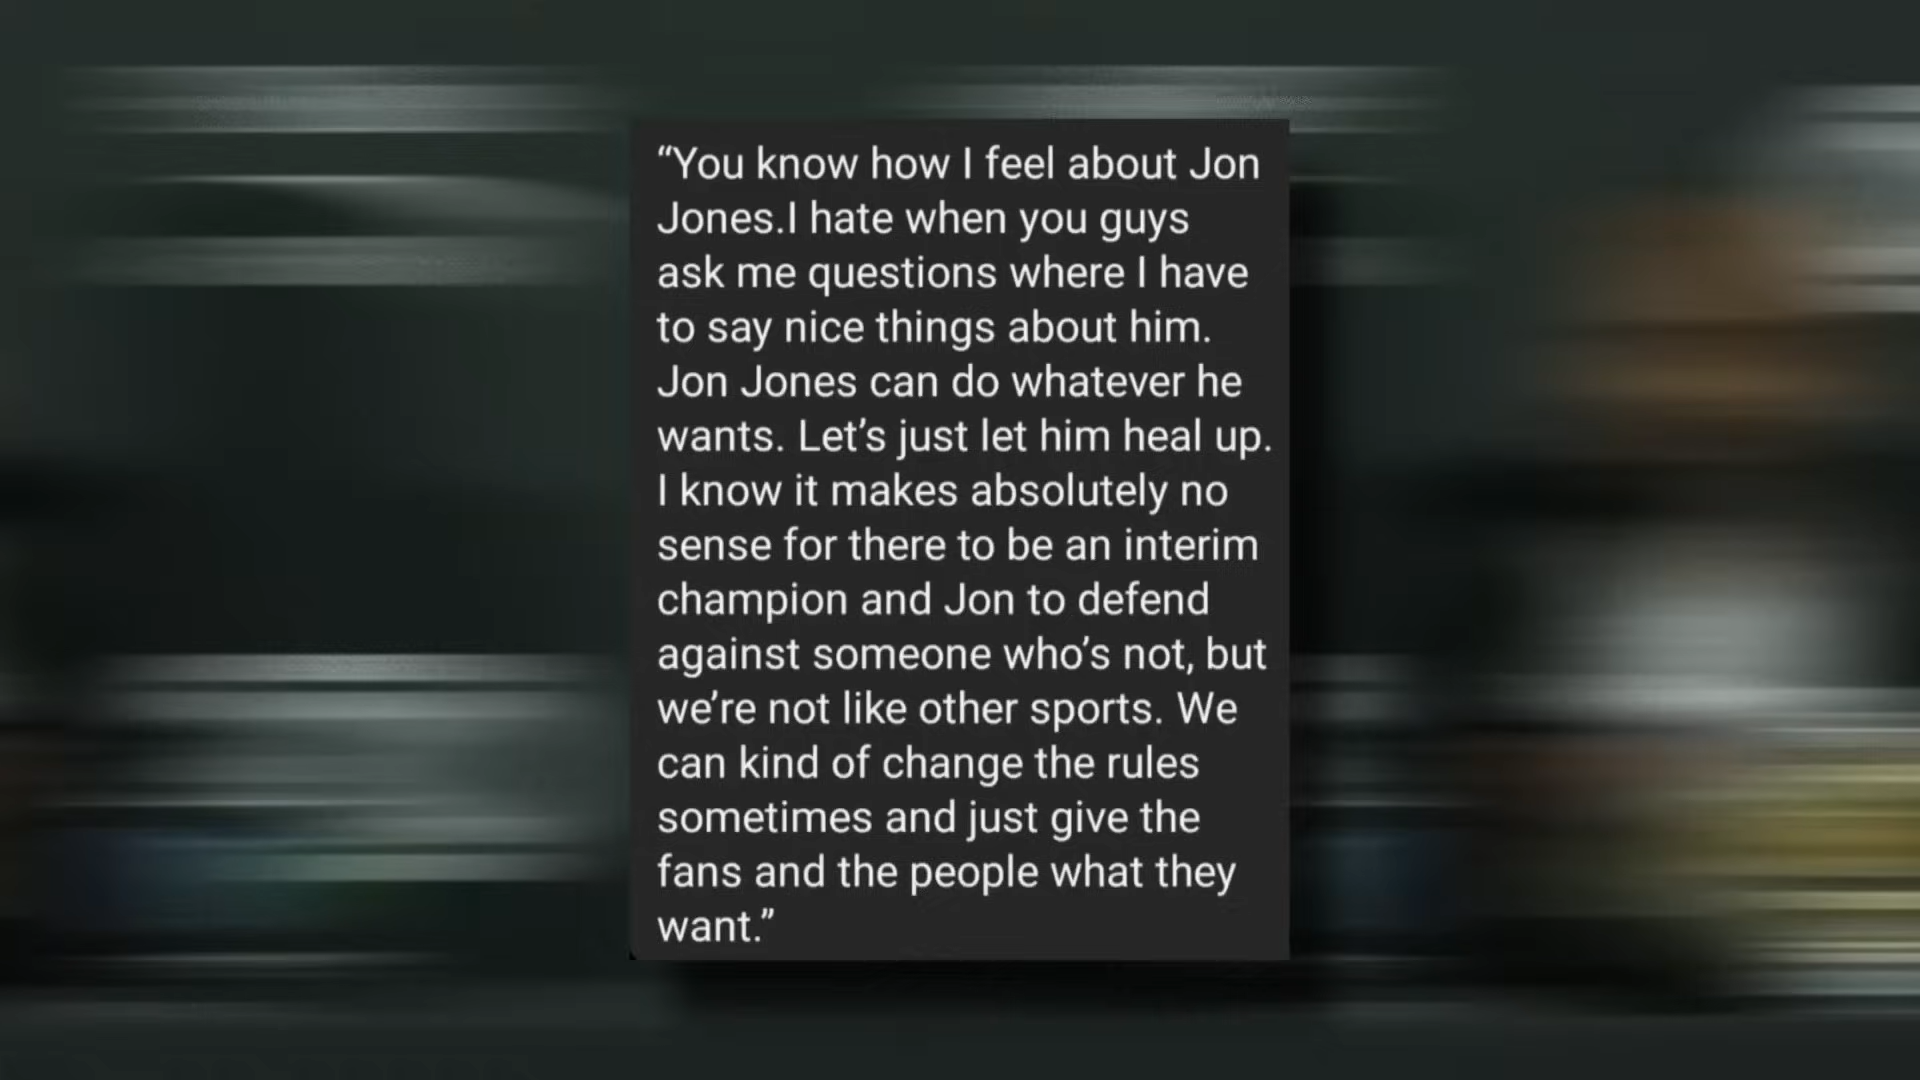 “You know how I feel about Jon
Jones.I hate when you guys
ask me questions where I have
to say nice things about him.
Jon Jones can do whatever he
wants. Let’s just let him heal up.
I know it makes absolutely no
sense for there to be an interim
champion and Jon to defend
against someone who’s not, but
we’re not like other sports. We
can kind of change the rules
sometimes and just give the
fans and the people what they
want.”